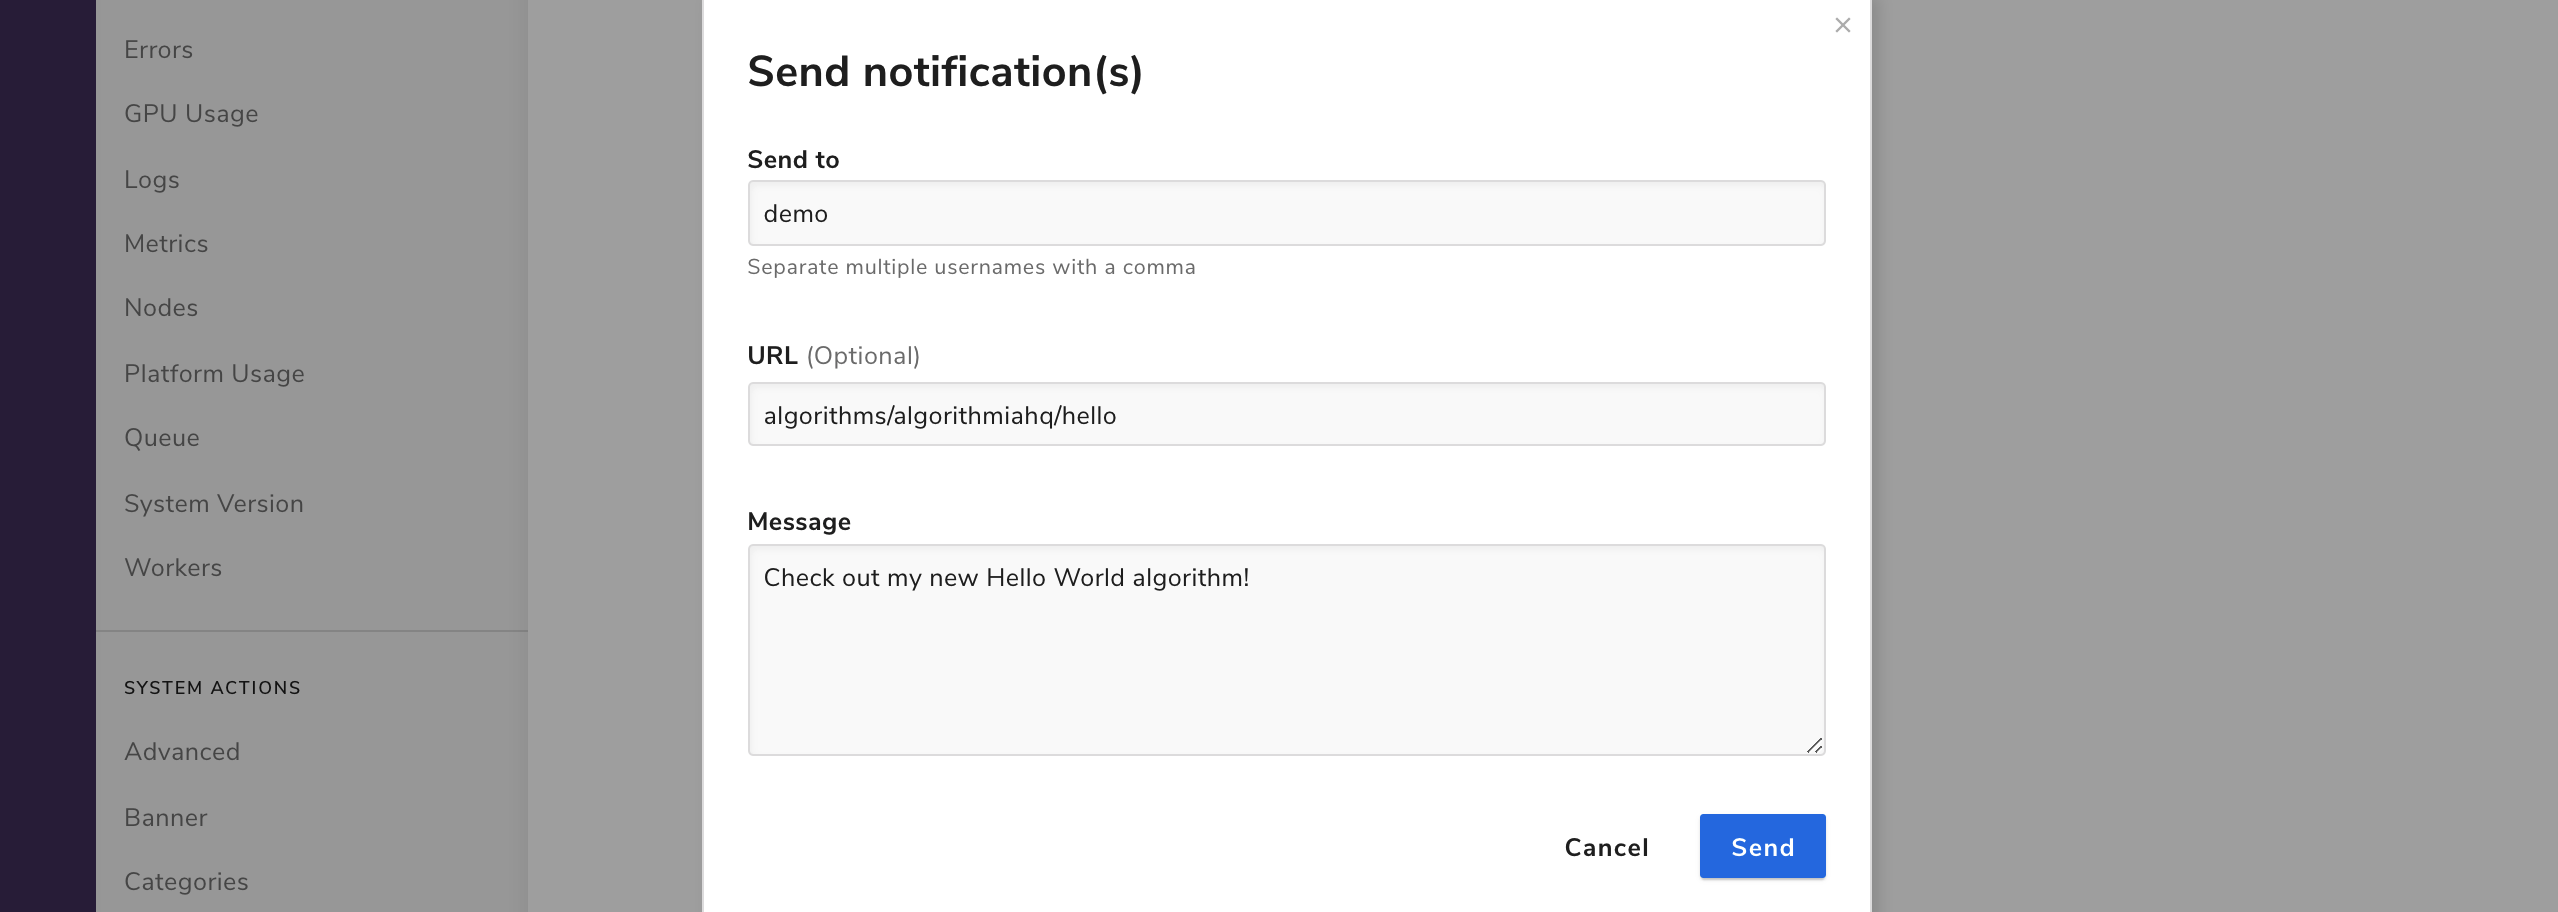 Errors
GPU Usage
Logs
Metrics
Nodes
Platform Usage
Queue
System Version
Workers
SYSTEM ACTIONS
Advanced
Banner
Categories
×
Send notification(s)
Send to
demo
Separate multiple usernames with a comma
URL (Optional)
algorithms/algorithmiahq/hello
Message
Check out my new Hello World algorithm!
Cancel
Send